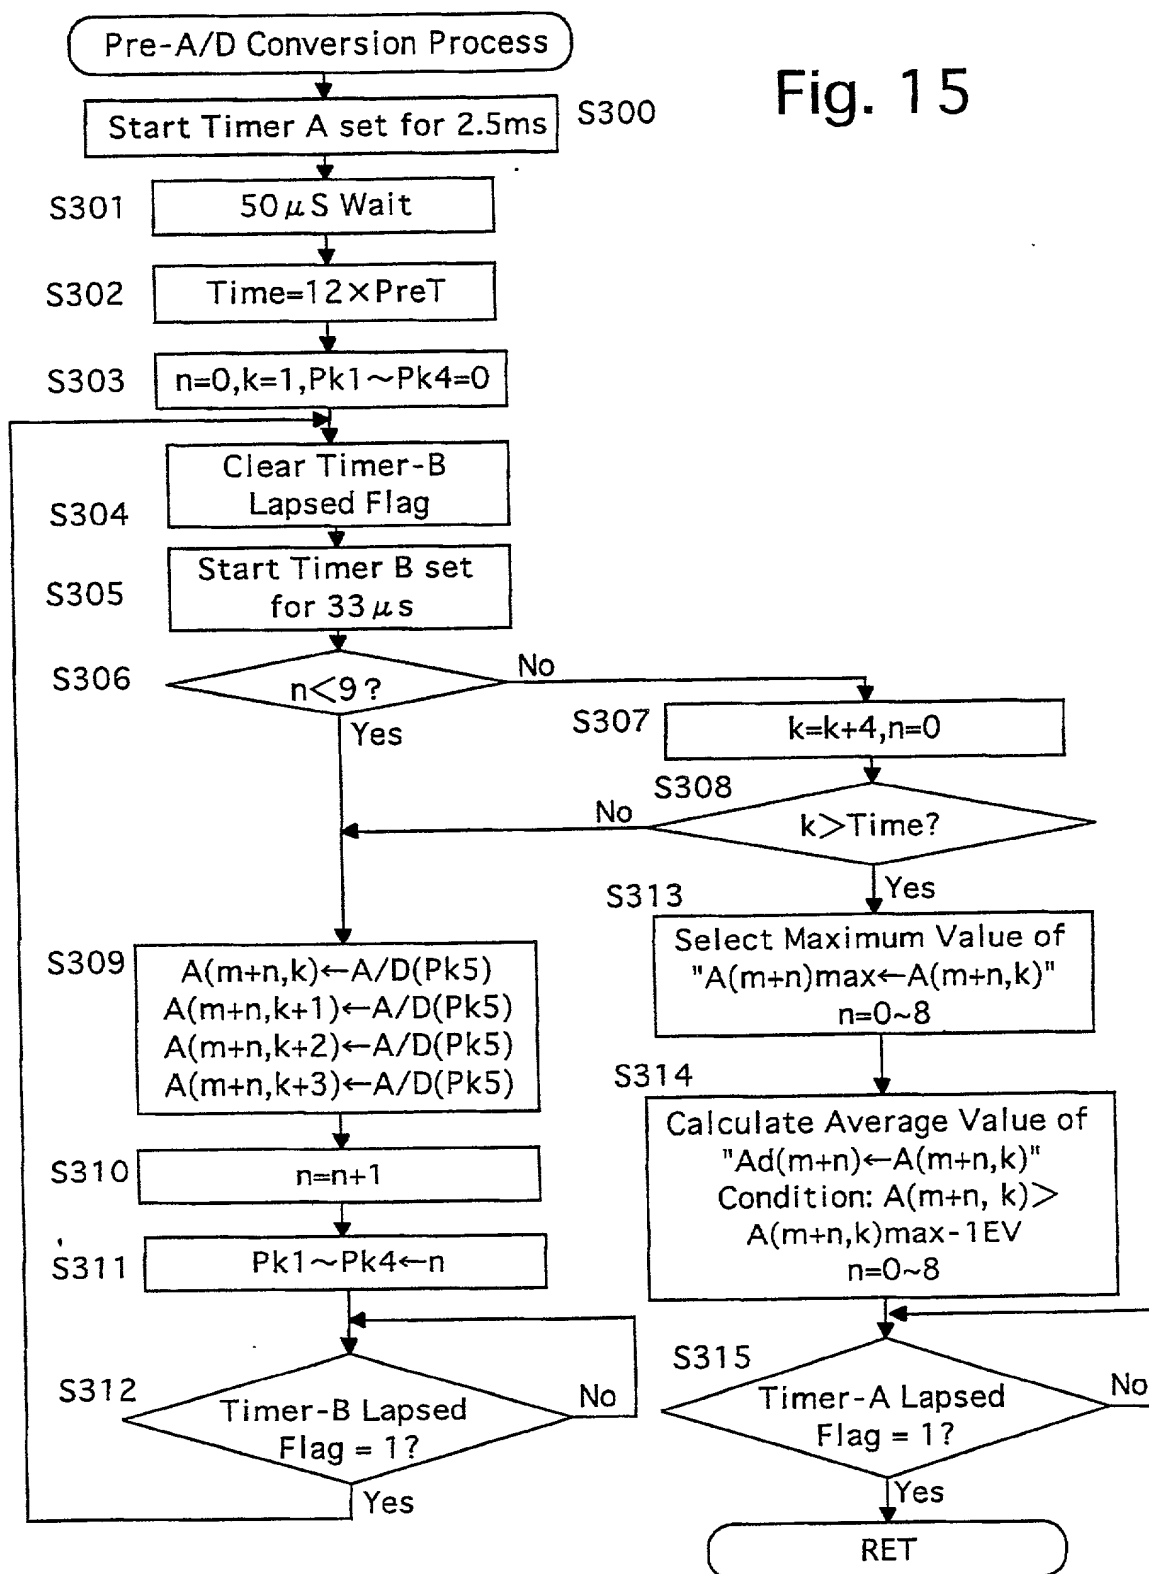 Pre-A/D Conversion Process
Fig. 15
Start Timer A set for 2.5ms
S300
S301
50μS Wait
S302
Time=12×PreT
S303
n=0,k=1,Pk1~Pk4=0
Clear Timer-B
Lapsed Flag
S304
Start Timer B set
for 33μs
S305
S306
n<9?
No
Yes
S307
k=k+4,n=0
S308
k>Time?
No
Yes
S313
Select Maximum Value of
"A(m+n)max←A(m+n,k)"
n=0~8
S309
A(m+n,k)←A/D(Pk5)
A(m+n,k+1)←A/D(Pk5)
A(m+n,k+2)←A/D(Pk5)
A(m+n,k+3)←A/D(Pk5)
S314
Calculate Average Value of
"Ad(m+n)←A(m+n,k)"
Condition: A(m+n, k)>
A(m+n,k)max-1EV
n=0~8
S310
n=n+1
S311
Pk1~Pk4←n
S312
Timer-B Lapsed
Flag = 1?
No
Yes
S315
Timer-A Lapsed
Flag = 1?
No
Yes
RET